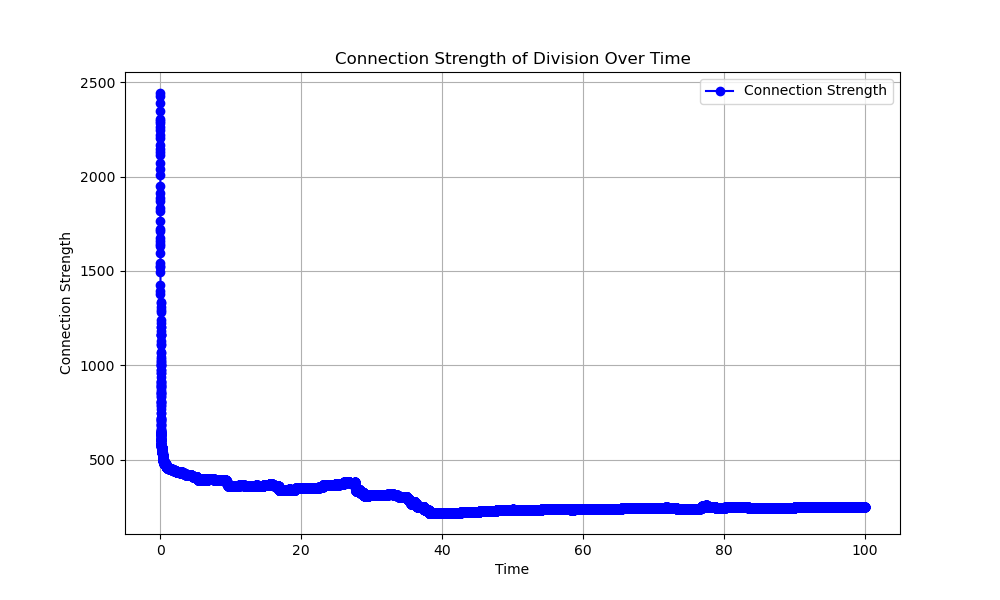 Connection Strength of Division Over Time
Connection Strength
2500
2000
1500
1000
500
Connection Strength
0 20 40 60 80 100
Time